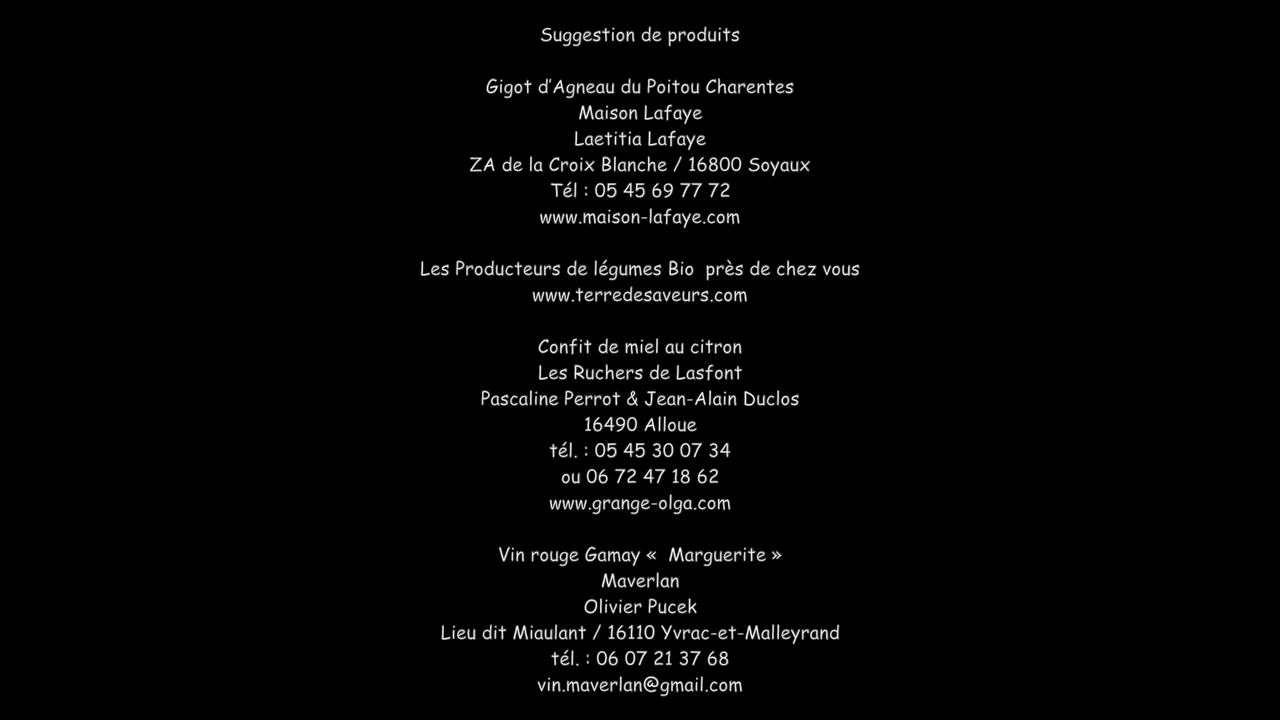 Suggestion de produits
Gigot d'Agneau du Poitou Charentes
Maison Lafaye
Laetitia Lafaye
ZA de la Croix Blanche / 16800 Soyaux
Tél : 05 45 69 77 72
www.maison-lafaye.com
Les Producteurs de légumes Bio  près de chez vous
www.terredesaveurs.com
Confit de miel au citron
Les Ruchers de Lasfont
Pascaline Perrot & Jean-Alain Duclos
16490 Alloue
tél. : 05 45 30 07 34
ou 06 72 47 18 62
www.grange-olga.com
Vin rouge Gamay «  Marguerite »
Maverlan
Olivier Pucek
Lieu dit Miaulant / 16110 Yvrac-et-Malleyrand
tél. : 06 07 21 37 68
vin.maverlan@gmail.com